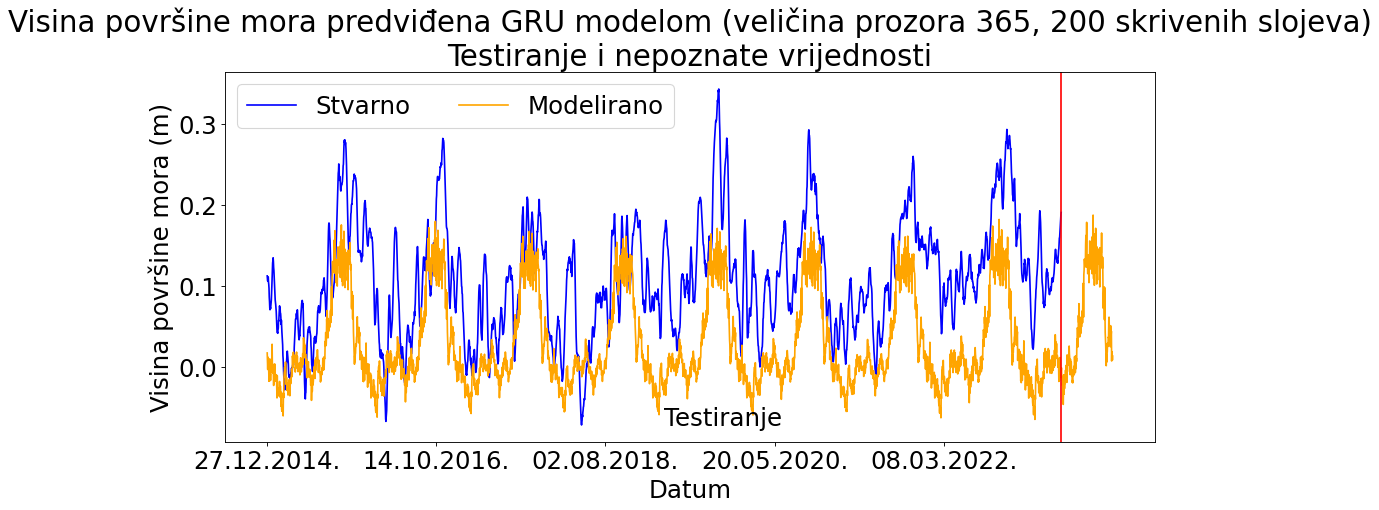 Visina površine mora predviđena GRU modelom (veličina prozora 365, 200 skrivenih slojeva)
Testiranje i nepoznate vrijednosti
Stvarno
Modelirano
Visina površine mora (m)
0.3
0.2
0.1
0.0
Testiranje
27.12.2014.
14.10.2016.
02.08.2018.
20.05.2020.
08.03.2022.
Datum